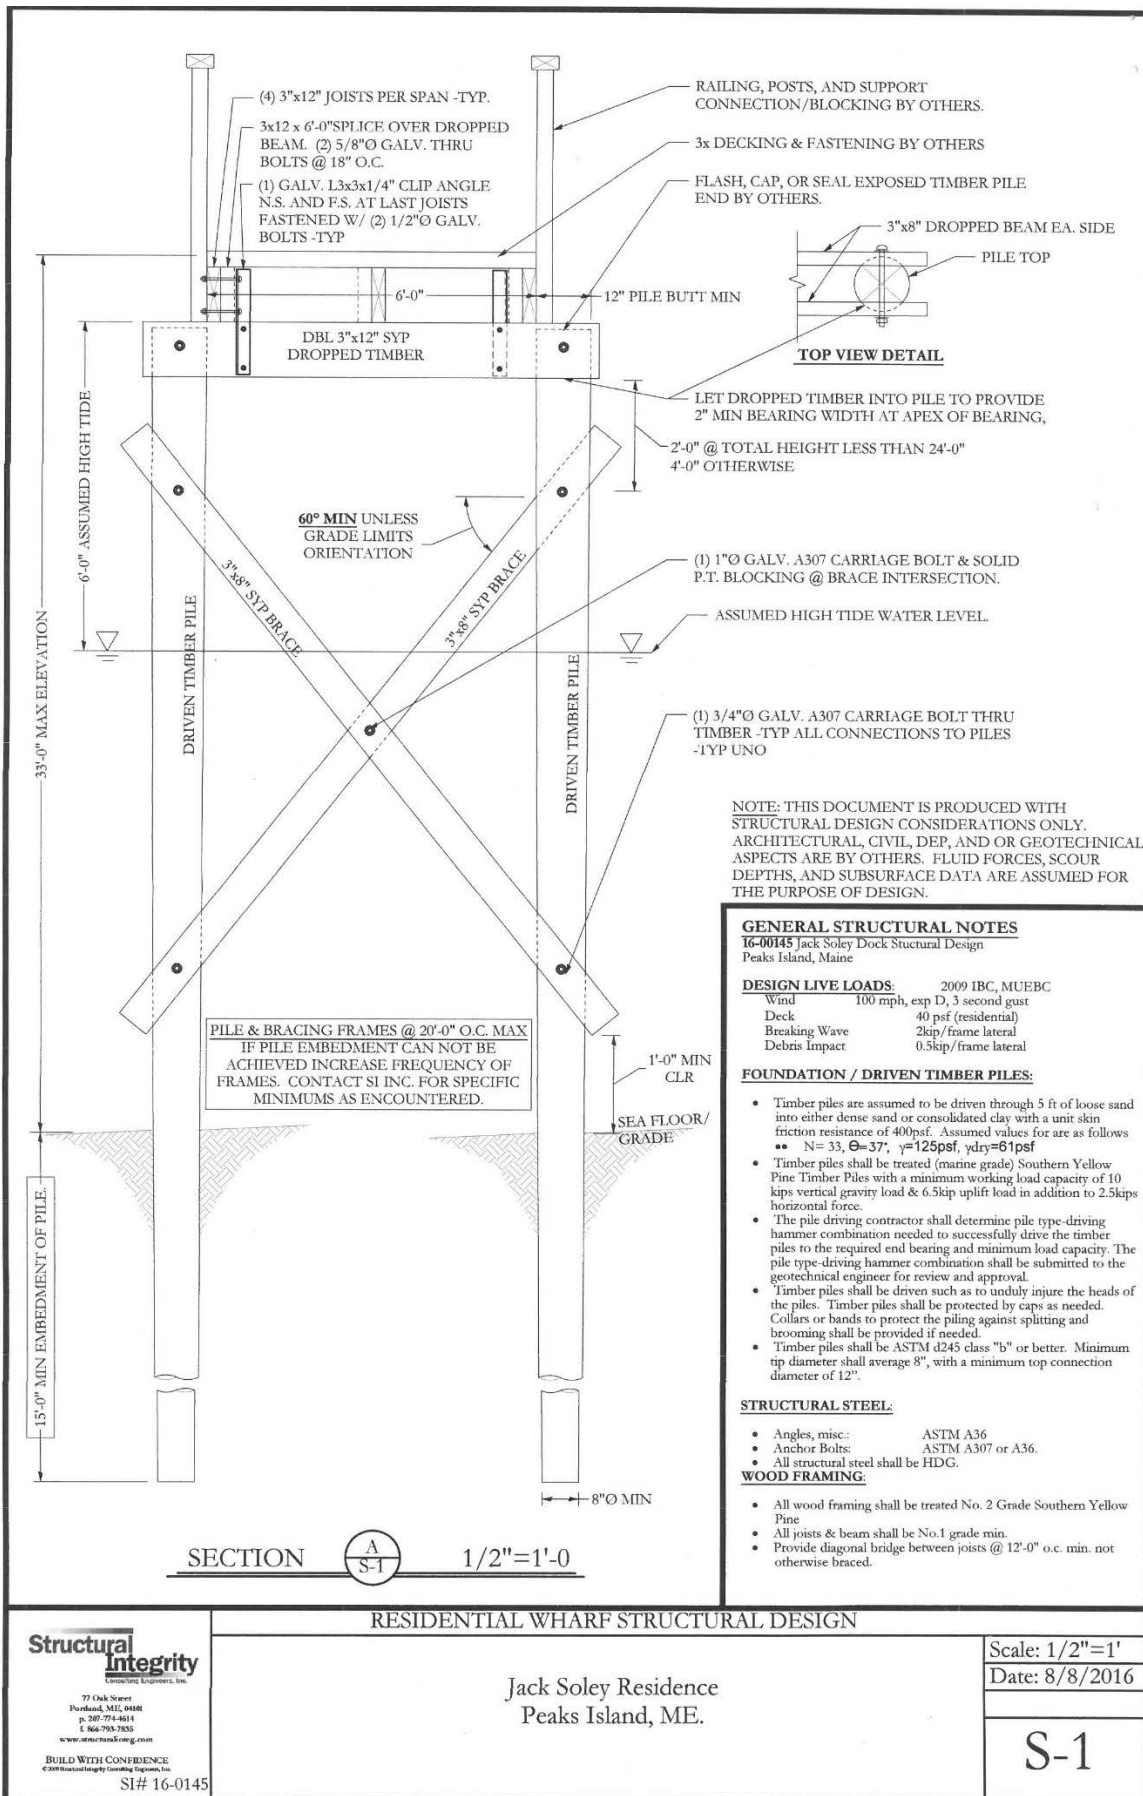 (4) 3"x12" JOISTS PER SPAN -TYP.
3x12 x 6'-0"SPLICE OVER DROPPED
BEAM. (2) 5/8"Ø GALV. THRU
BOLTS @ 18" O.C.
(1) GALV. L3x3x1/4" CLIP ANGLE
N.S. AND F.S. AT LAST JOISTS
FASTENED W/ (2) 1/2"Ø GALV.
BOLTS -TYP
RAILING, POSTS, AND SUPPORT
CONNECTION/BLOCKING BY OTHERS.
3x DECKING & FASTENING BY OTHERS
FLASH, CAP, OR SEAL EXPOSED TIMBER PILE
END BY OTHERS.
3"x8" DROPPED BEAM EA. SIDE
PILE TOP
TOP VIEW DETAIL
6'-0"
12" PILE BUTT MIN
DBL 3"x12" SYP
DROPPED TIMBER
LET DROPPED TIMBER INTO PILE TO PROVIDE
2" MIN BEARING WIDTH AT APEX OF BEARING,
2'-0" @ TOTAL HEIGHT LESS THAN 24'-0"
4'-0" OTHERWISE
6'-0" ASSUMED HIGH TIDE
33'-0" MAX ELEVATION
60° MIN UNLESS
GRADE LIMITS
ORIENTATION
3"x8" SYP BRACE
3"x8" SYP BRACE
DRIVEN TIMBER PILE
DRIVEN TIMBER PILE
(1) 1"Ø GALV. A307 CARRIAGE BOLT & SOLID
P.T. BLOCKING @ BRACE INTERSECTION.
ASSUMED HIGH TIDE WATER LEVEL.
(1) 3/4"Ø GALV. A307 CARRIAGE BOLT THRU
TIMBER -TYP ALL CONNECTIONS TO PILES
-TYP UNO
NOTE: THIS DOCUMENT IS PRODUCED WITH
STRUCTURAL DESIGN CONSIDERATIONS ONLY.
ARCHITECTURAL, CIVIL, DEP, AND OR GEOTECHNICAL
ASPECTS ARE BY OTHERS. FLUID FORCES, SCOUR
DEPTHS, AND SUBSURFACE DATA ARE ASSUMED FOR
THE PURPOSE OF DESIGN.
PILE & BRACING FRAMES @ 20'-0" O.C. MAX
IF PILE EMBEDMENT CAN NOT BE
ACHIEVED INCREASE FREQUENCY OF
FRAMES. CONTACT SI INC. FOR SPECIFIC
MINIMUMS AS ENCOUNTERED.
1'-0" MIN
CLR
SEA FLOOR/
GRADE
15'-0" MIN EMBEDMENT OF PILE.
8"Ø MIN
SECTION
A
S-1
1/2"=1'-0
GENERAL STRUCTURAL NOTES
16-00145 Jack Soley Dock Stuctural Design
Peaks Island, Maine
DESIGN LIVE LOADS: 2009 IBC, MUEBC
Wind 100 mph, exp D, 3 second gust
Deck 40 psf (residential)
Breaking Wave 2kip/frame lateral
Debris Impact 0.5kip/frame lateral
FOUNDATION / DRIVEN TIMBER PILES:
• Timber piles are assumed to be driven through 5 ft of loose sand
into either dense sand or consolidated clay with a unit skin
friction resistance of 400psf. Assumed values for are as follows
•• N= 33, Θ=37°, γ=125psf, γdry=61psf
• Timber piles shall be treated (marine grade) Southern Yellow
Pine Timber Piles with a minimum working load capacity of 10
kips vertical gravity load & 6.5kip uplift load in addition to 2.5kips
horizontal force.
• The pile driving contractor shall determine pile type-driving
hammer combination needed to successfully drive the timber
piles to the required end bearing and minimum load capacity. The
pile type-driving hammer combination shall be submitted to the
geotechnical engineer for review and approval.
• Timber piles shall be driven such as to unduly injure the heads of
the piles. Timber piles shall be protected by caps as needed.
Collars or bands to protect the piling against splitting and
brooming shall be provided if needed.
• Timber piles shall be ASTM d245 class "b" or better. Minimum
tip diameter shall average 8", with a minimum top connection
diameter of 12".
STRUCTURAL STEEL:
• Angles, misc.: ASTM A36
• Anchor Bolts: ASTM A307 or A36.
• All structural steel shall be HDG.
WOOD FRAMING:
• All wood framing shall be treated No. 2 Grade Southern Yellow
Pine
• All joists & beam shall be No.1 grade min.
• Provide diagonal bridge between joists @ 12'-0" o.c. min. not
otherwise braced.
Structural
Integrity
Consulting Engineers, Inc.
77 Oak Street
Portland, ME, 04101
p. 207-774-4614
f. 866-793-7835
www.structuralinteg.com
BUILD WITH CONFIDENCE
© 2009 Structural Integrity Consulting Engineers, Inc.
SI# 16-0145
RESIDENTIAL WHARF STRUCTURAL DESIGN
Jack Soley Residence
Peaks Island, ME.
Scale: 1/2"=1'
Date: 8/8/2016
S-1